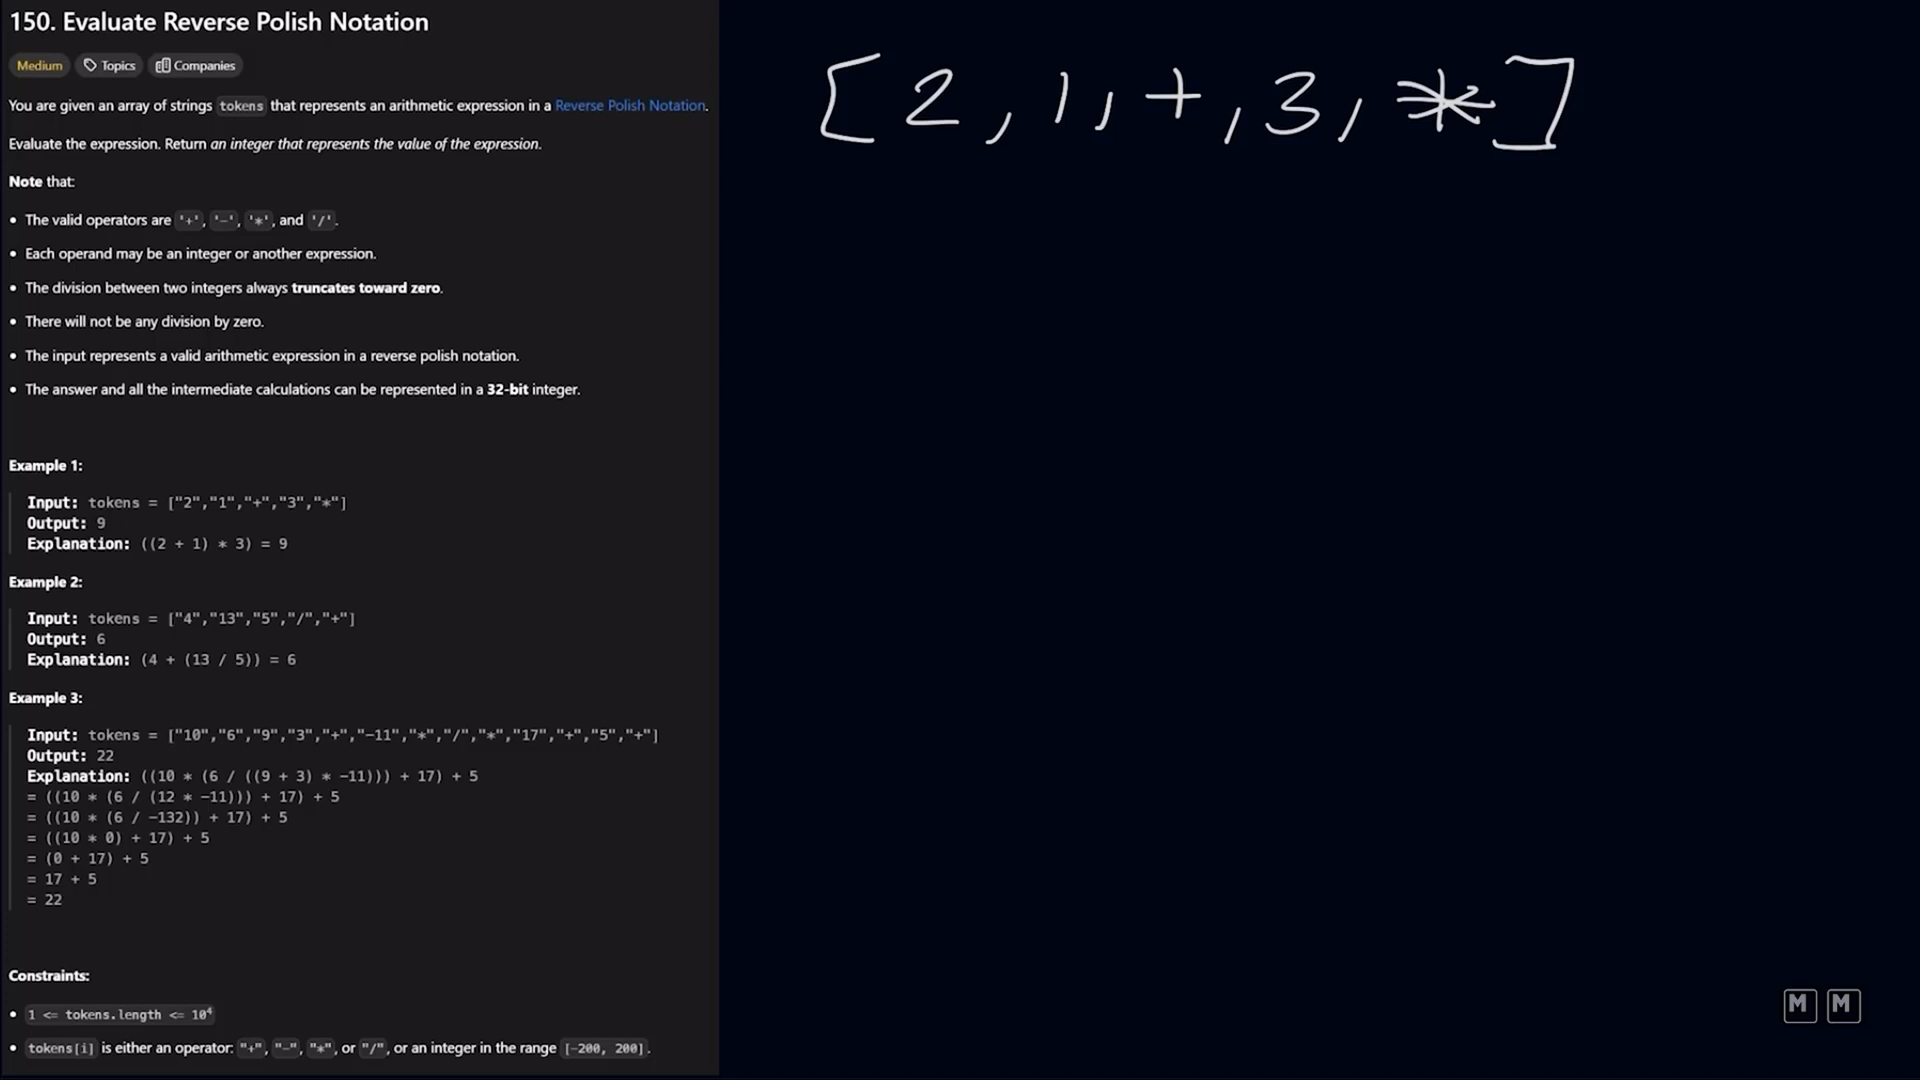 150. Evaluate Reverse Polish Notation
Medium Topics Companies
You are given an array of strings tokens that represents an arithmetic expression in a Reverse Polish Notation.
Evaluate the expression. Return an integer that represents the value of the expression.
Note that:
• The valid operators are '+', '-', '*', and '/'.
• Each operand may be an integer or another expression.
• The division between two integers always truncates toward zero.
• There will not be any division by zero.
• The input represents a valid arithmetic expression in a reverse polish notation.
• The answer and all the intermediate calculations can be represented in a 32-bit integer.
Example 1:
Input: tokens = ["2","1","+","3","*"]
Output: 9
Explanation: ((2 + 1) * 3) = 9
Example 2:
Input: tokens = ["4","13","5","/","+"]
Output: 6
Explanation: (4 + (13 / 5)) = 6
Example 3:
Input: tokens = ["10","6","9","3","+","-11","*","/","*","17","+","5","+"]
Output: 22
Explanation: ((10 * (6 / ((9 + 3) * -11))) + 17) + 5
= ((10 * (6 / (12 * -11))) + 17) + 5
= ((10 * (6 / -132)) + 17) + 5
= ((10 * 0) + 17) + 5
= (0 + 17) + 5
= 17 + 5
= 22
Constraints:
• 1 <= tokens.length <= 10⁴
• tokens[i] is either an operator: "+", "-", "*", or "/", or an integer in the range [-200, 200].
[2, 1, +, 3, *]
M M